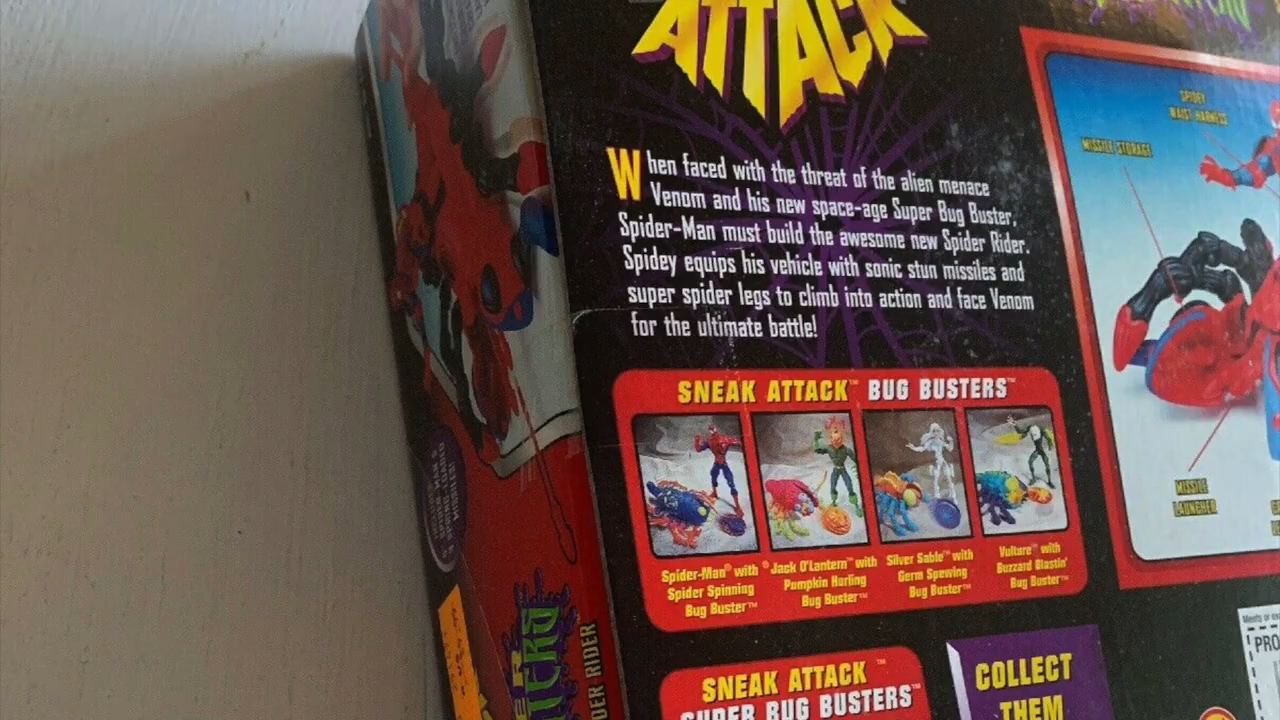 ATTACK
When faced with the threat of the alien menace
Venom and his new space-age Super Bug Buster,
Spider-Man must build the awesome new Spider Rider.
Spidey equips his vehicle with sonic stun missiles and
super spider legs to climb into action and face Venom
for the ultimate battle!
SPIDEY
WAIST HARNESS
MISSILE STORAGE
MISSILE
LAUNCHER
SNEAK ATTACK™ BUG BUSTERS™
Spider-Man® with
Spider Spinning
Bug Buster™
Jack O'Lantern™ with
Pumpkin Hurling
Bug Buster™
Silver Sable™ with
Germ Spewing
Bug Buster™
Vulture® with
Buzzard Blastin'
Bug Buster™
SNEAK ATTACK™
SUPER BUG BUSTERS™
COLLECT
THEM
PRO
DER RIDER